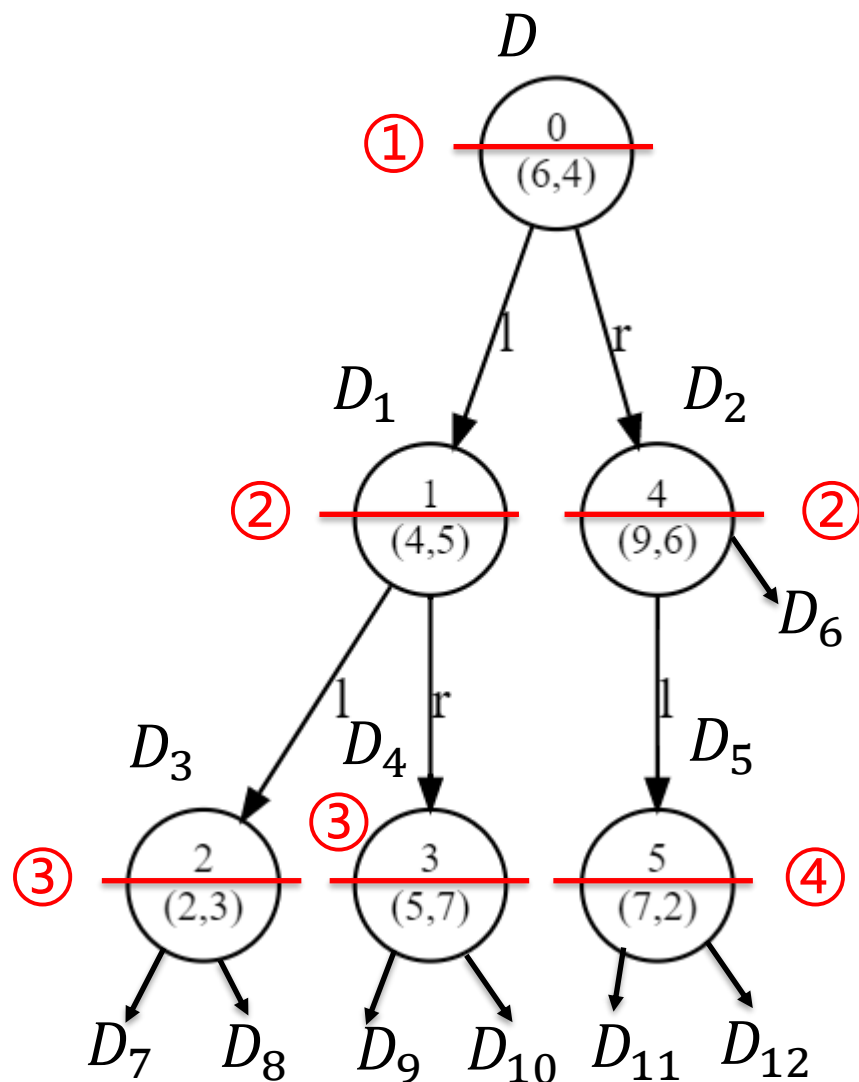 D
①
0
(6,4)
l
r
D₁
D₂
②
1
(4,5)
4
(9,6)
②
D₆
l
r
l
D₃
D₄
D₅
③
2
(2,3)
③
3
(5,7)
5
(7,2)
④
D₇
D₈
D₉
D₁₀
D₁₁
D₁₂